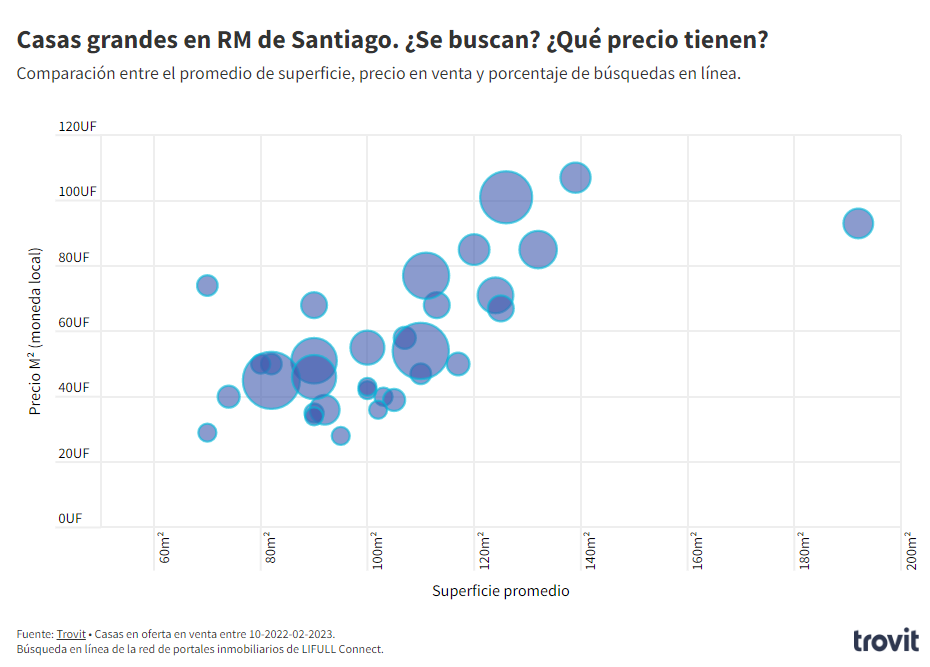 Casas grandes en RM de Santiago. ¿Se buscan? ¿Qué precio tienen?
Comparación entre el promedio de superficie, precio en venta y porcentaje de búsquedas en línea.
120UF
100UF
80UF
60UF
40UF
20UF
0UF
Precio M² (moneda local)
60m²
80m²
100m²
120m²
140m²
160m²
180m²
200m²
Superficie promedio
Fuente: Trovit • Casas en oferta en venta entre 10-2022-02-2023.
Búsqueda en línea de la red de portales inmobiliarios de LIFULL Connect.
trovit